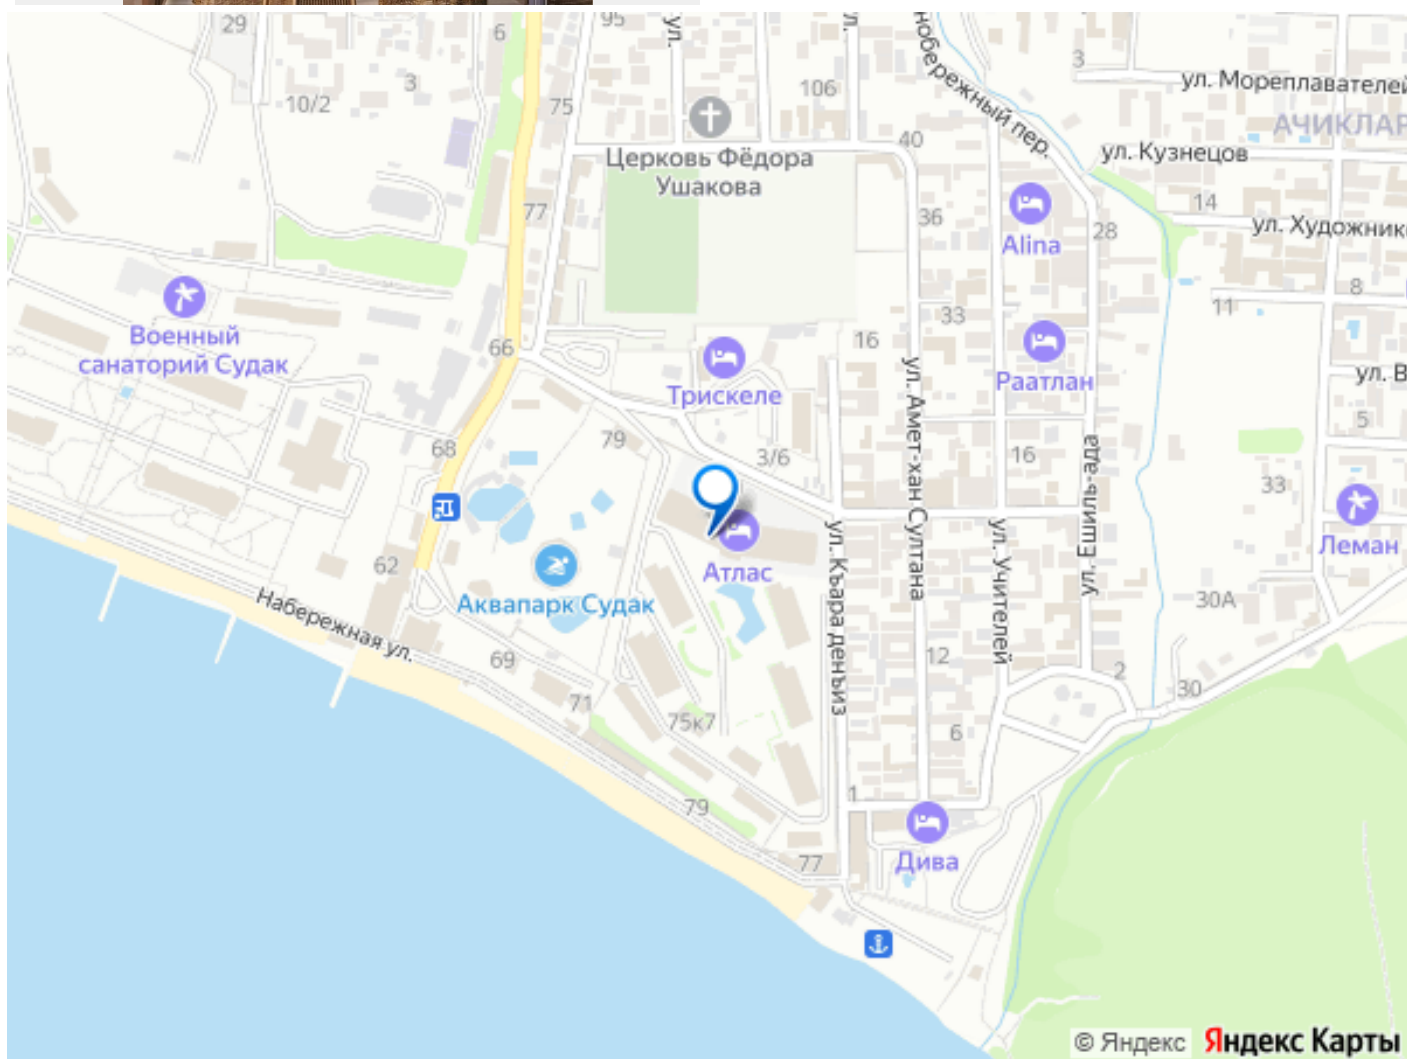 29
6
95
ул.
ул.
3
10/2
75
106
3
ул. Мореплавателей
нобережный пер.
АЧИКЛАР
40
ул. Кузнецов
Церковь Фёдора
Ушакова
77
36
14
28
Alina
ул. Художник
8
11
Военный
санаторий Судак
66
33
16
Трискеле
Раатлан
ул. В
ул. Амет-хан Султана
5
68
79
3/6
16
33
ул. Ешиль-ада
Атлас
ул. Къара денъиз
ул. Учителей
Леман
62
Аквапарк Судак
30А
Набережная ул.
69
12
2
30
71
75к7
6
79
1
77
Дива
© Яндекс Яндекс Карты